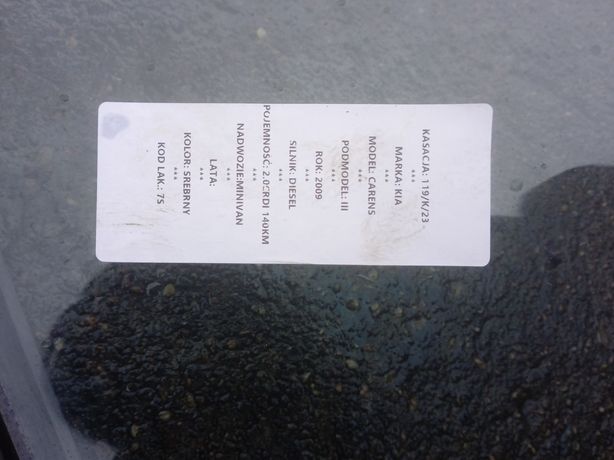 KASACJA: 119/K/23
***
MARKA: KIA
***
MODEL: CARENS
***
PODMODEL: III
***
ROK: 2009
***
SILNIK: DIESEL
***
POJEMNOŚĆ: 2.0CRDI 140KM
***
NADWOZIE:MINIVAN
***
LATA:
***
KOLOR: SREBRNY
***
KOD LAK.: 7S